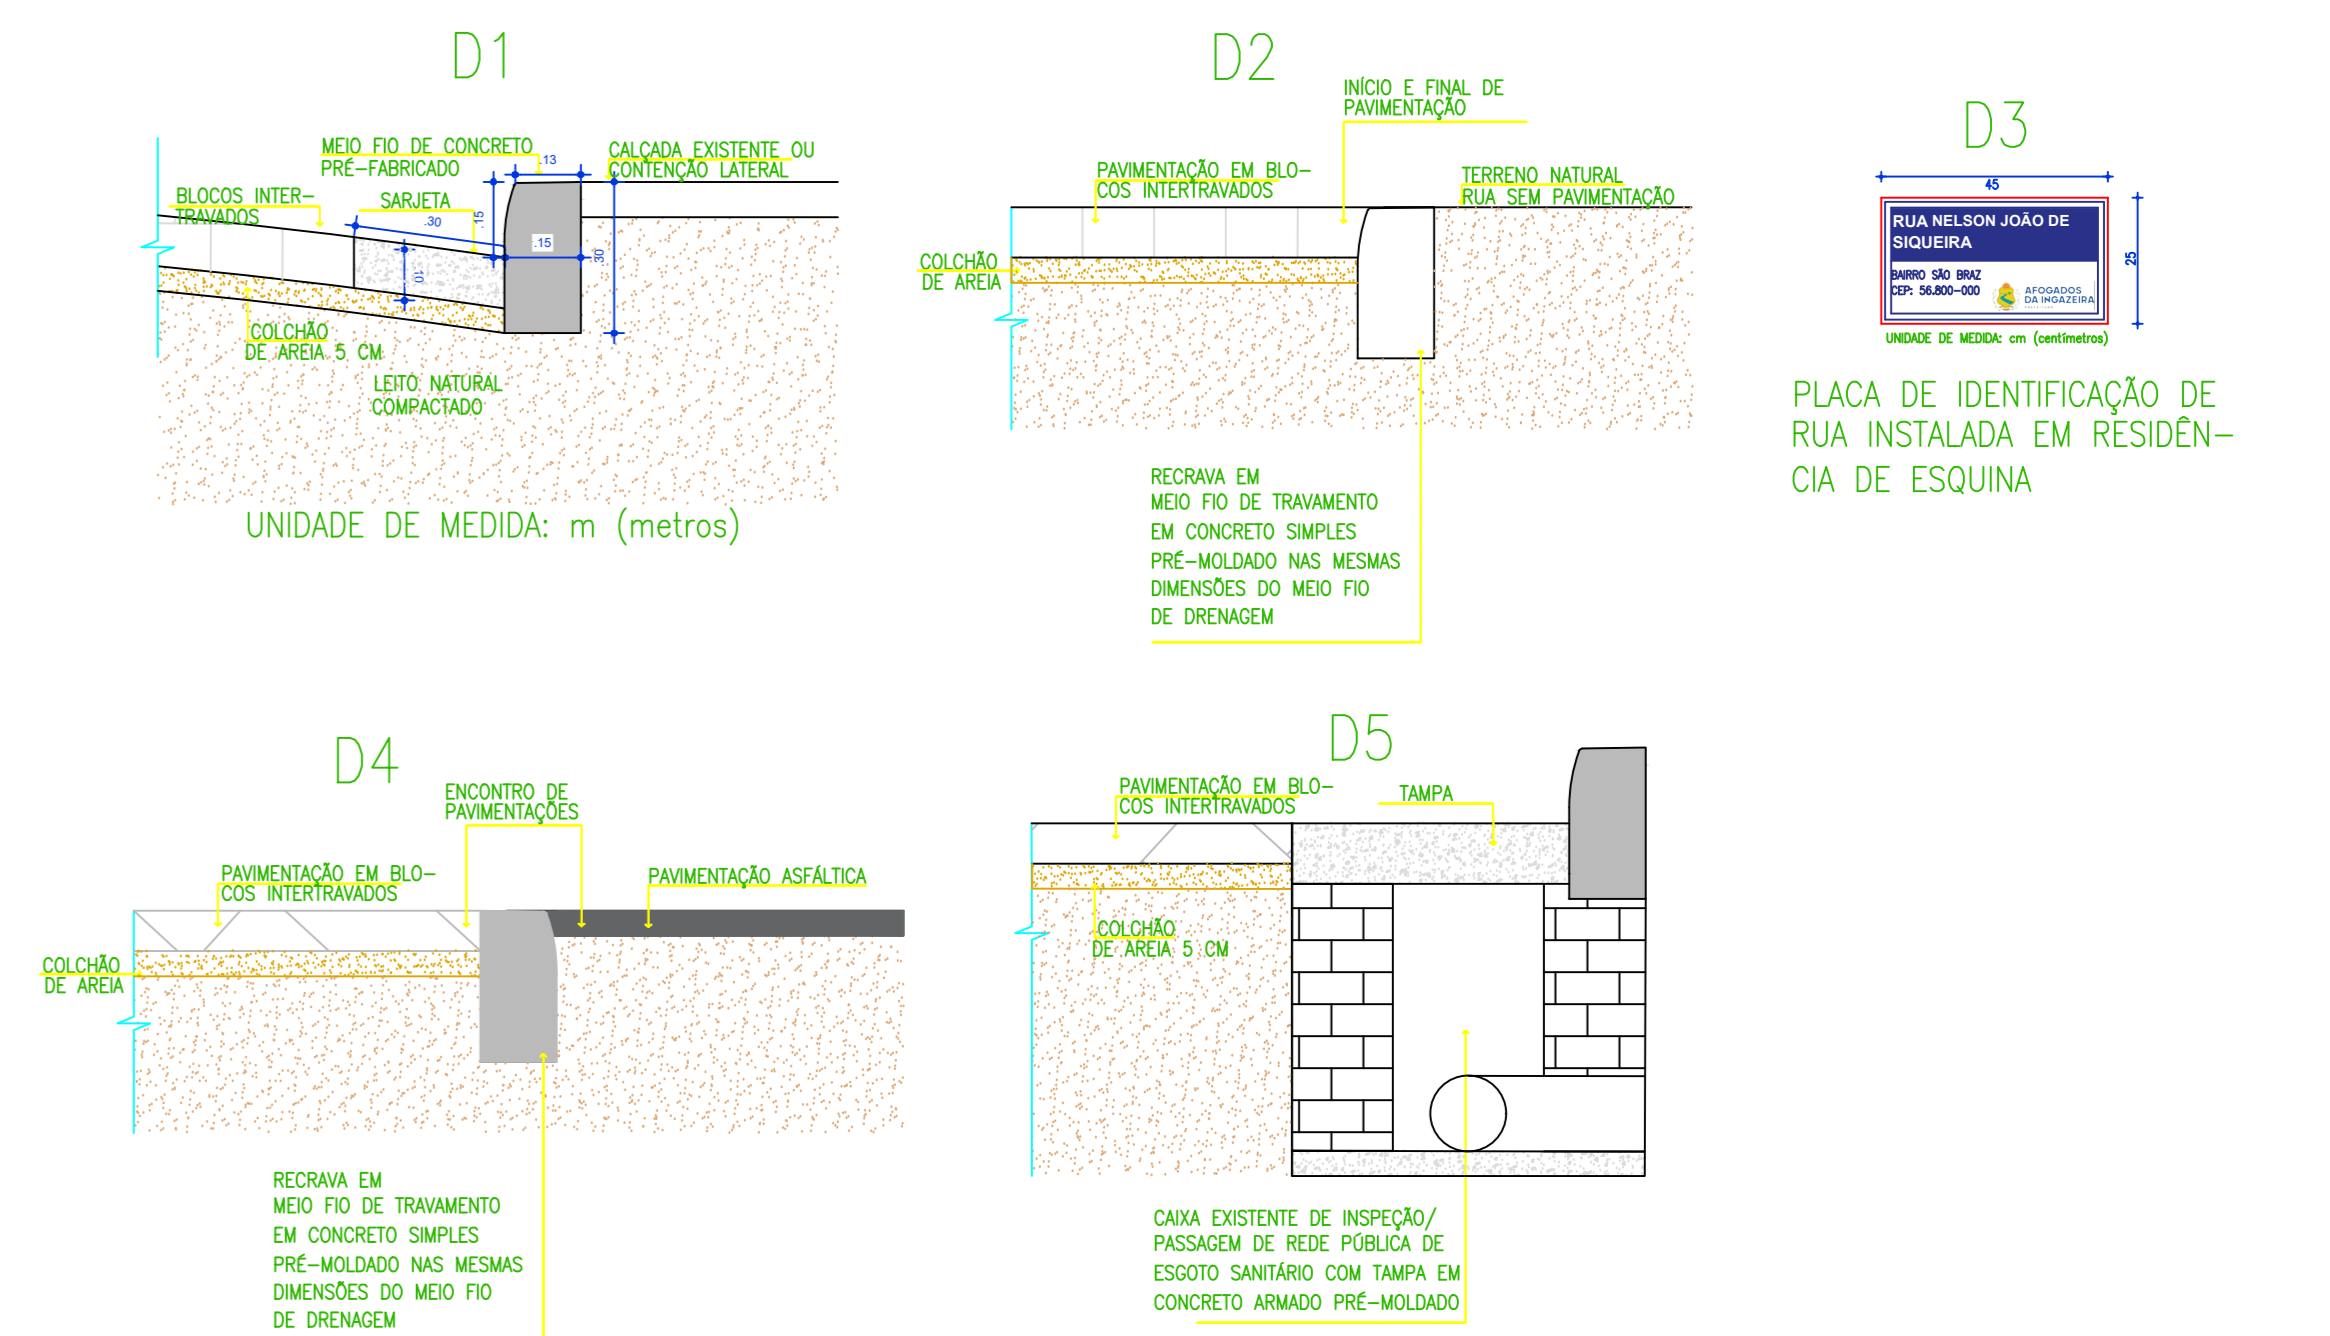 D1
MEIO FIO DE CONCRETO
PRÉ-FABRICADO
.13
CALÇADA EXISTENTE OU
CONTENÇÃO LATERAL
BLOCOS INTER-
TRAVADOS
SARJETA
.30
.15
.15
.30
.10
COLCHÃO
DE AREIA 5 CM
LEITO NATURAL
COMPACTADO
UNIDADE DE MEDIDA: m (metros)
D2
INÍCIO E FINAL DE
PAVIMENTAÇÃO
PAVIMENTAÇÃO EM BLO-
COS INTERTRAVADOS
TERRENO NATURAL
RUA SEM PAVIMENTAÇÃO
COLCHÃO
DE AREIA
RECRAVA EM
MEIO FIO DE TRAVAMENTO
EM CONCRETO SIMPLES
PRÉ-MOLDADO NAS MESMAS
DIMENSÕES DO MEIO FIO
DE DRENAGEM
D3
45
25
RUA NELSON JOÃO DE
SIQUEIRA
BAIRRO SÃO BRAZ
CEP: 56.800-000
AFOGADOS
DA INGAZEIRA
UNIDADE DE MEDIDA: cm (centímetros)
PLACA DE IDENTIFICAÇÃO DE
RUA INSTALADA EM RESIDÊN-
CIA DE ESQUINA
D4
ENCONTRO DE
PAVIMENTAÇÕES
PAVIMENTAÇÃO EM BLO-
COS INTERTRAVADOS
PAVIMENTAÇÃO ASFÁLTICA
COLCHÃO
DE AREIA
RECRAVA EM
MEIO FIO DE TRAVAMENTO
EM CONCRETO SIMPLES
PRÉ-MOLDADO NAS MESMAS
DIMENSÕES DO MEIO FIO
DE DRENAGEM
D5
PAVIMENTAÇÃO EM BLO-
COS INTERTRAVADOS
TAMPA
COLCHÃO
DE AREIA 5 CM
CAIXA EXISTENTE DE INSPEÇÃO/
PASSAGEM DE REDE PÚBLICA DE
ESGOTO SANITÁRIO COM TAMPA EM
CONCRETO ARMADO PRÉ-MOLDADO